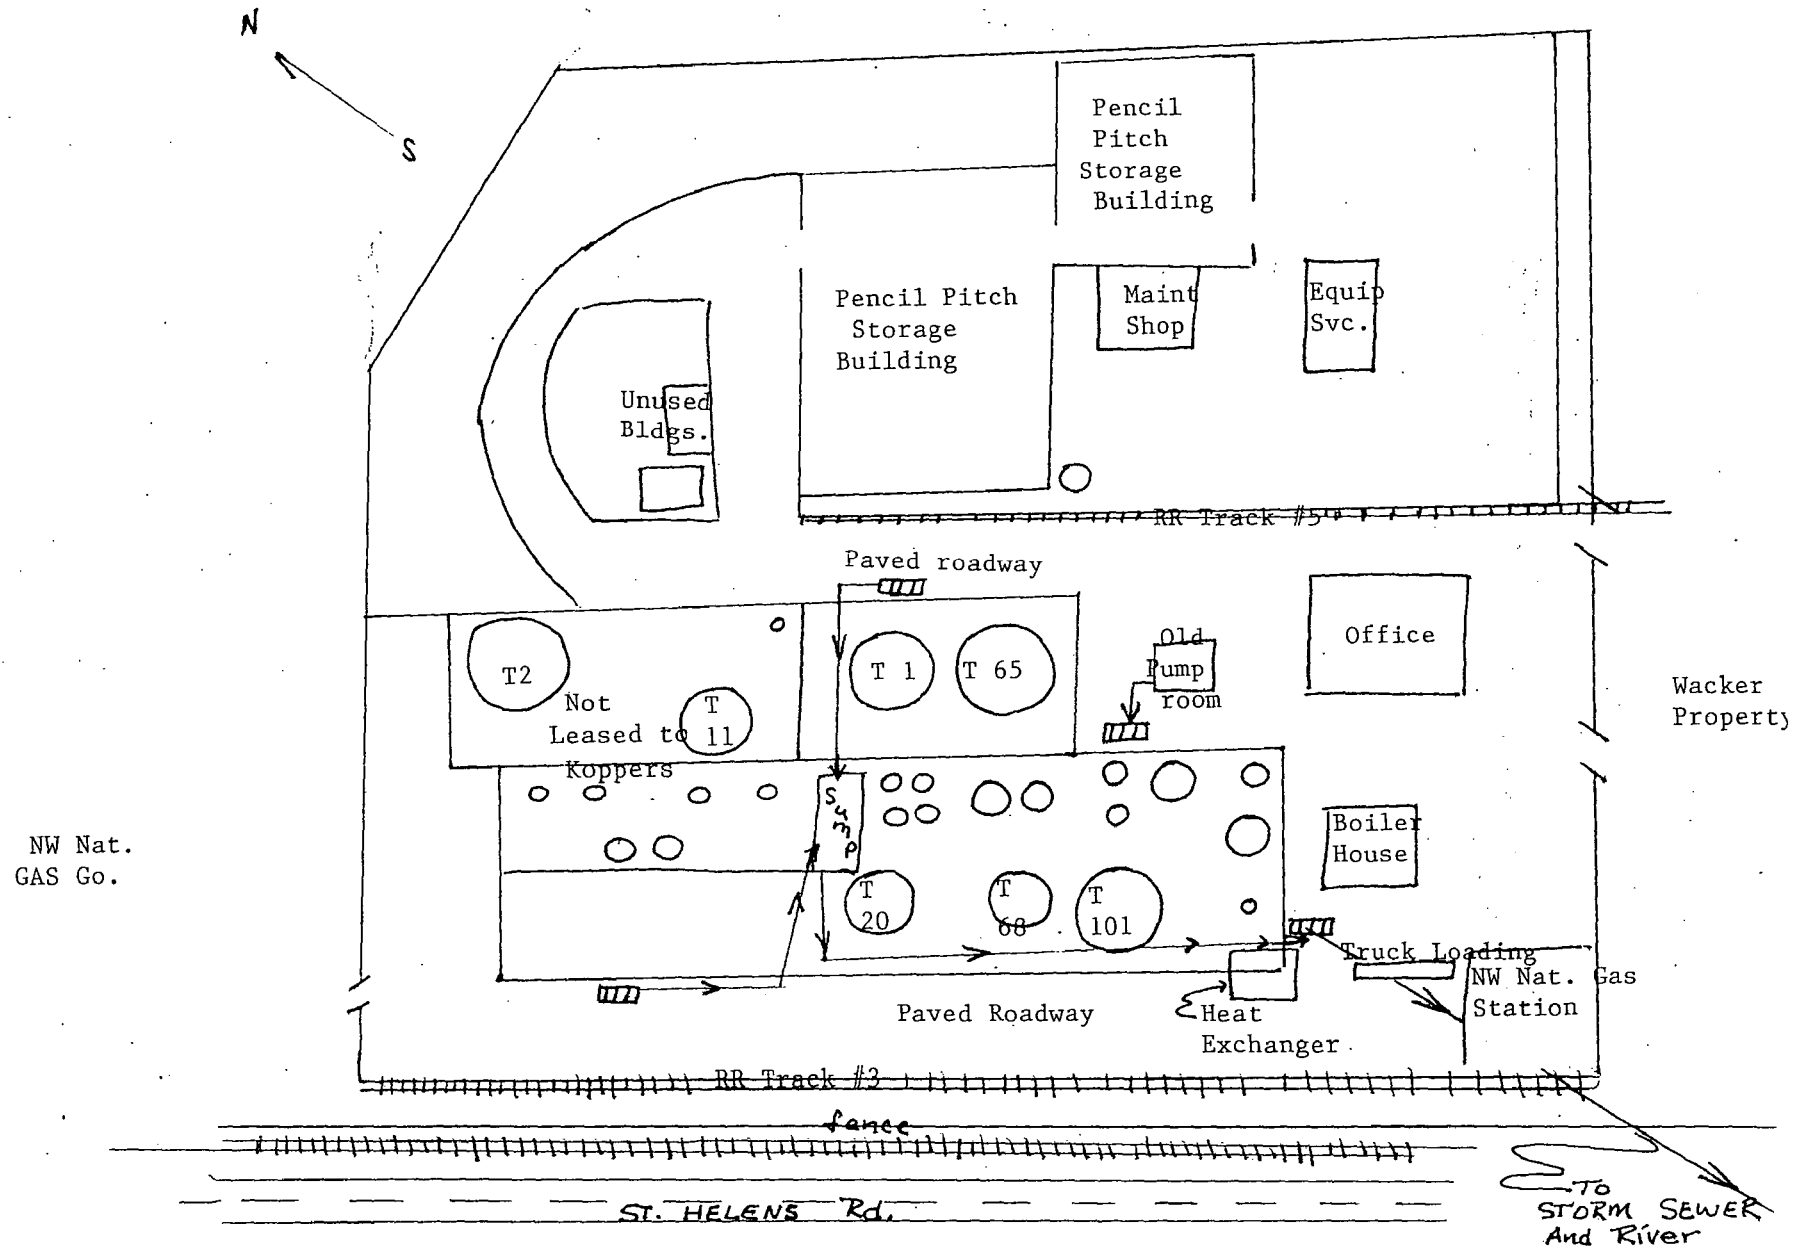 N
S
Pencil
Pitch
Storage
Building
Pencil Pitch
Storage
Building
Maint
Shop
Equip
Svc.
Unused
Bldgs.
RR Track #5
Paved roadway
Office
Old
Pump
room
T2
T
11
T 1
T 65
Not
Leased to
Koppers
Wacker
Property
Sump
NW Nat.
GAS Go.
Boiler
House
T
20
T
68
T
101
Truck Loading
NW Nat. Gas
Station
Paved Roadway
Heat
Exchanger
RR Track #3
fence
ST. HELENS Rd.
TO
STORM SEWER
And River